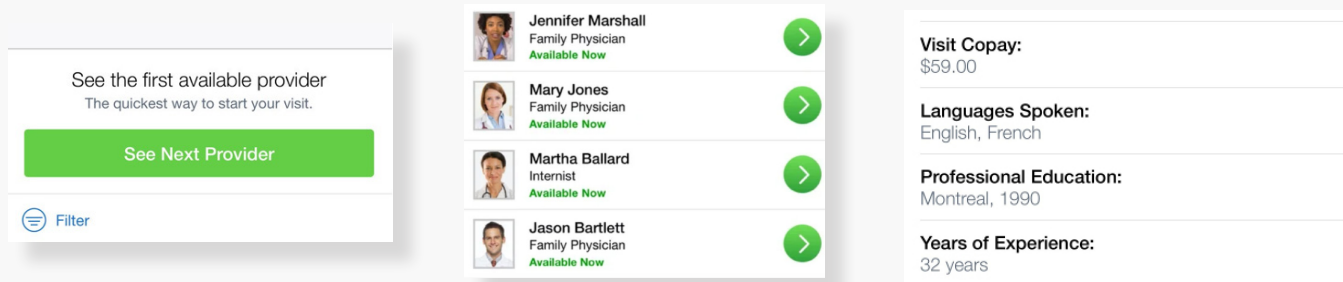 See the first available provider
The quickest way to start your visit.
See Next Provider
Filter
Jennifer Marshall
Family Physician
Available Now
Mary Jones
Family Physician
Available Now
Martha Ballard
Internist
Available Now
Jason Bartlett
Family Physician
Available Now
Visit Copay:
$59.00
Languages Spoken:
English, French
Professional Education:
Montreal, 1990
Years of Experience:
32 years